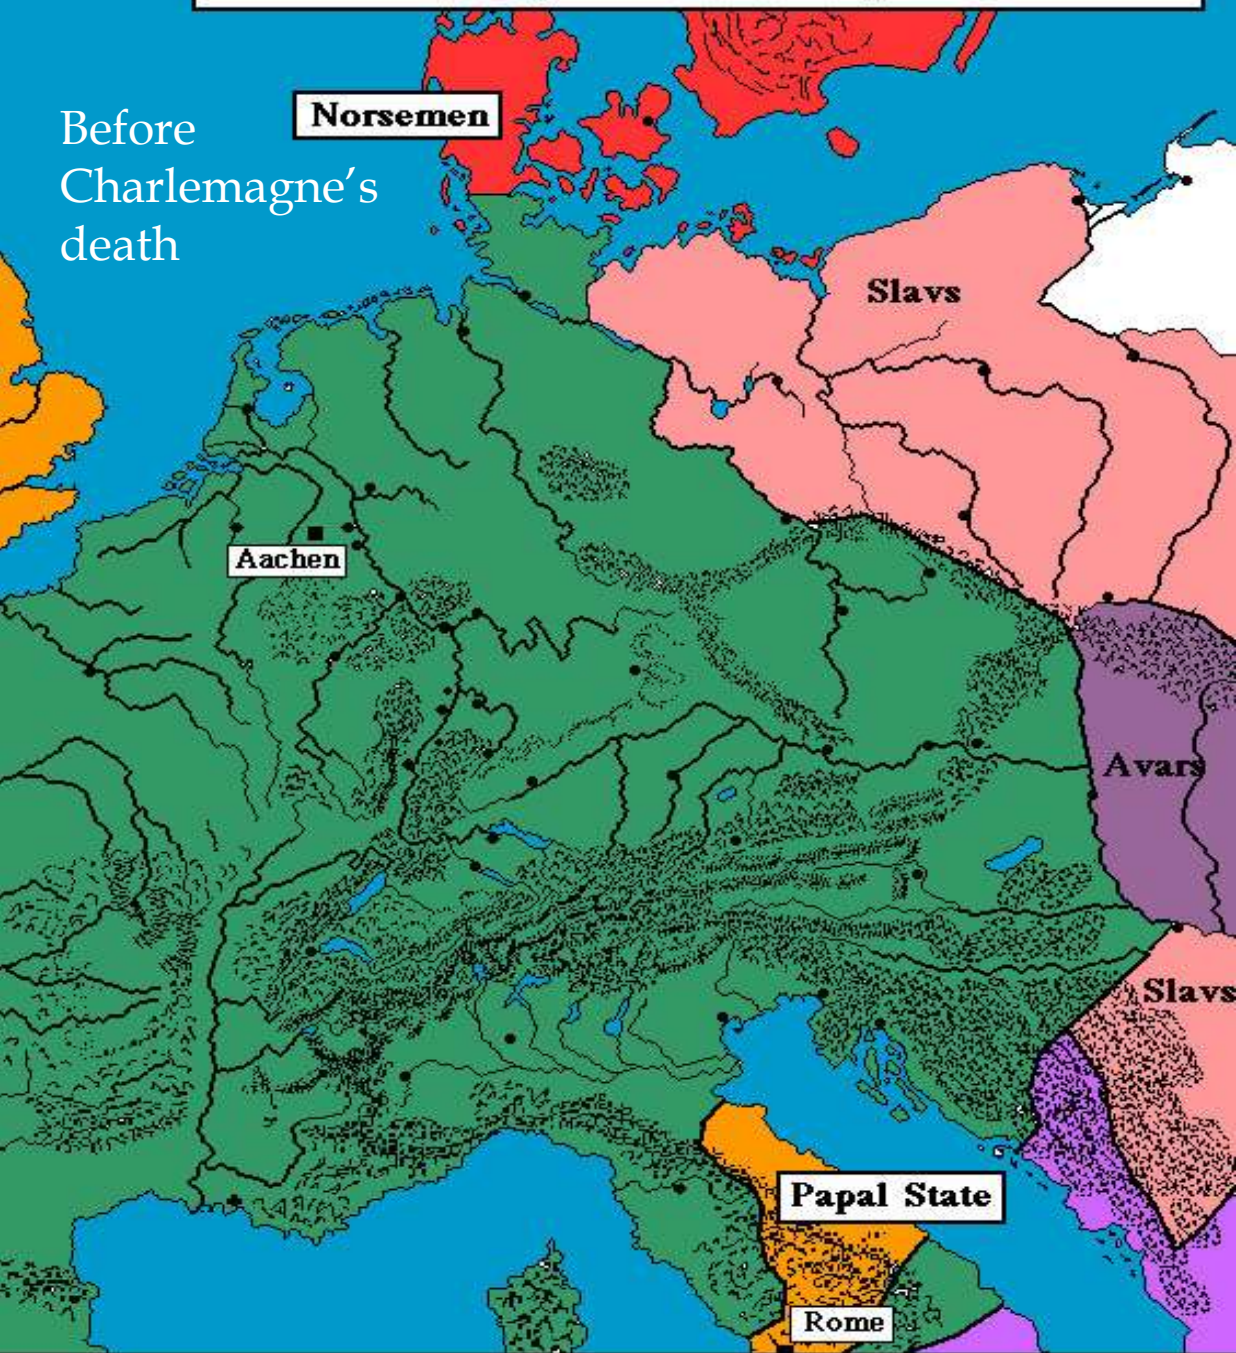 Before
Charlemagne’s
death
Norsemen
Slavs
Aachen
Avars
Slavs
Papal State
Rome